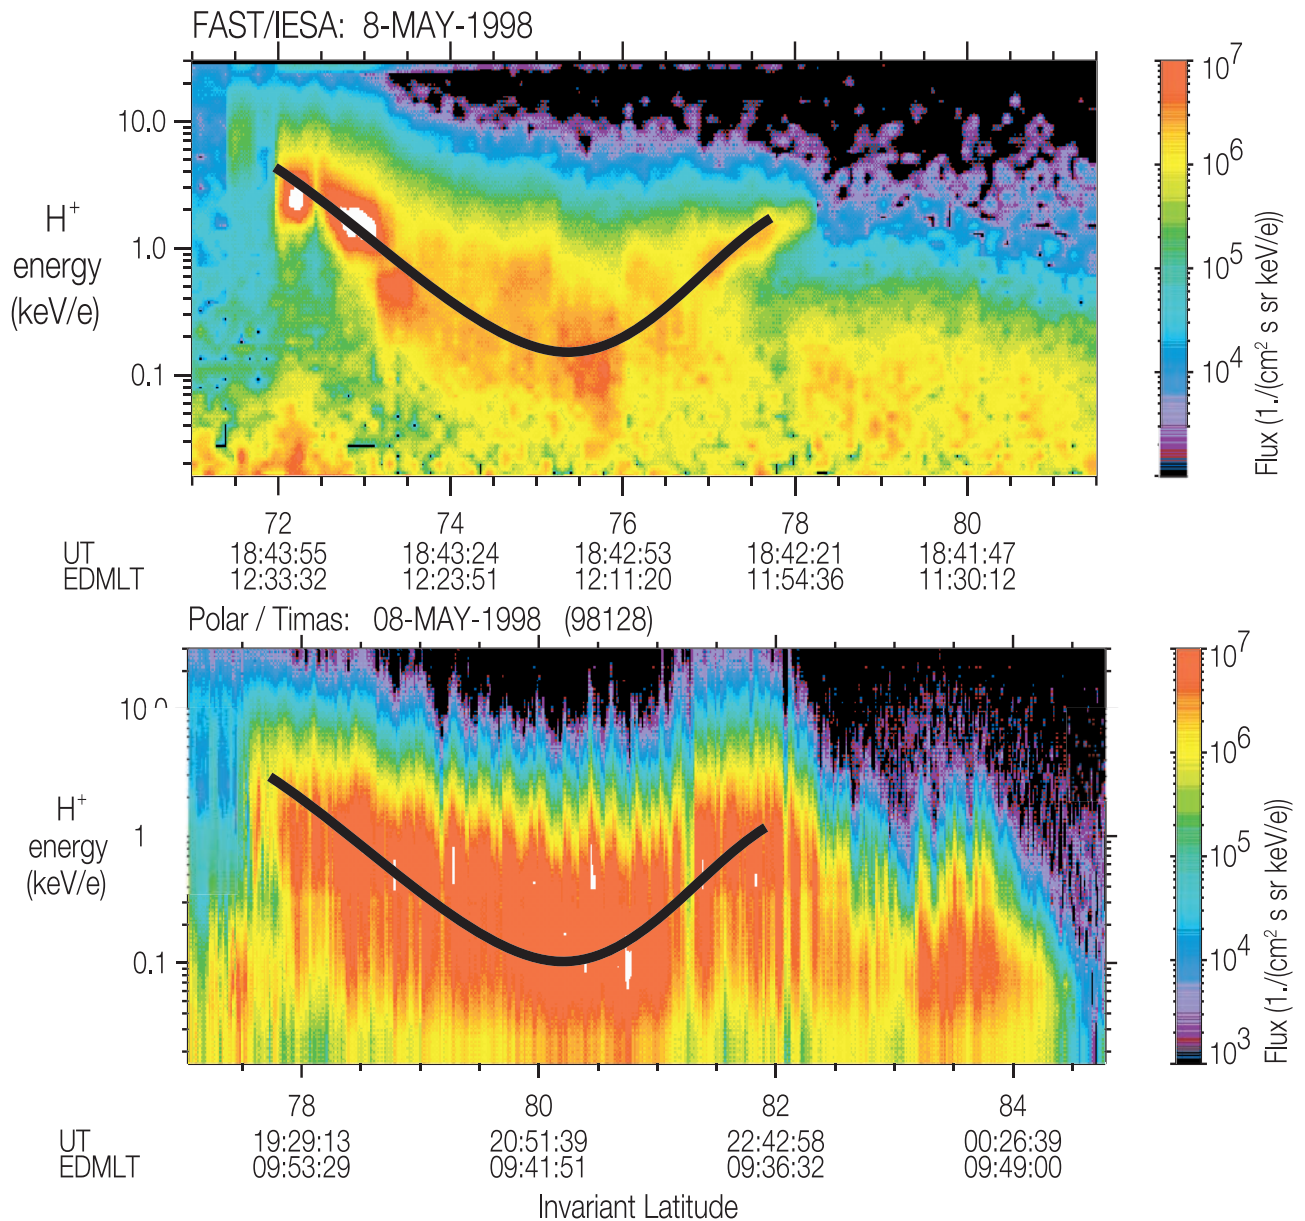 FAST/IESA: 8-MAY-1998
10.0
1.0
0.1
H+
energy
(keV/e)
10^7
10^6
10^5
10^4
Flux (1./(cm² s sr keV/e))
72 74 76 78 80
UT 18:43:55 18:43:24 18:42:53 18:42:21 18:41:47
EDMLT 12:33:32 12:23:51 12:11:20 11:54:36 11:30:12
Polar / Timas: 08-MAY-1998 (98128)
1
0.1
H+
energy
(keV/e)
10^7
10^6
10^5
10^4
10^3
Flux (1./(cm² s sr keV/e))
78 80 82 84
UT 19:29:13 20:51:39 22:42:58 00:26:39
EDMLT 09:53:29 09:41:51 09:36:32 09:49:00
Invariant Latitude